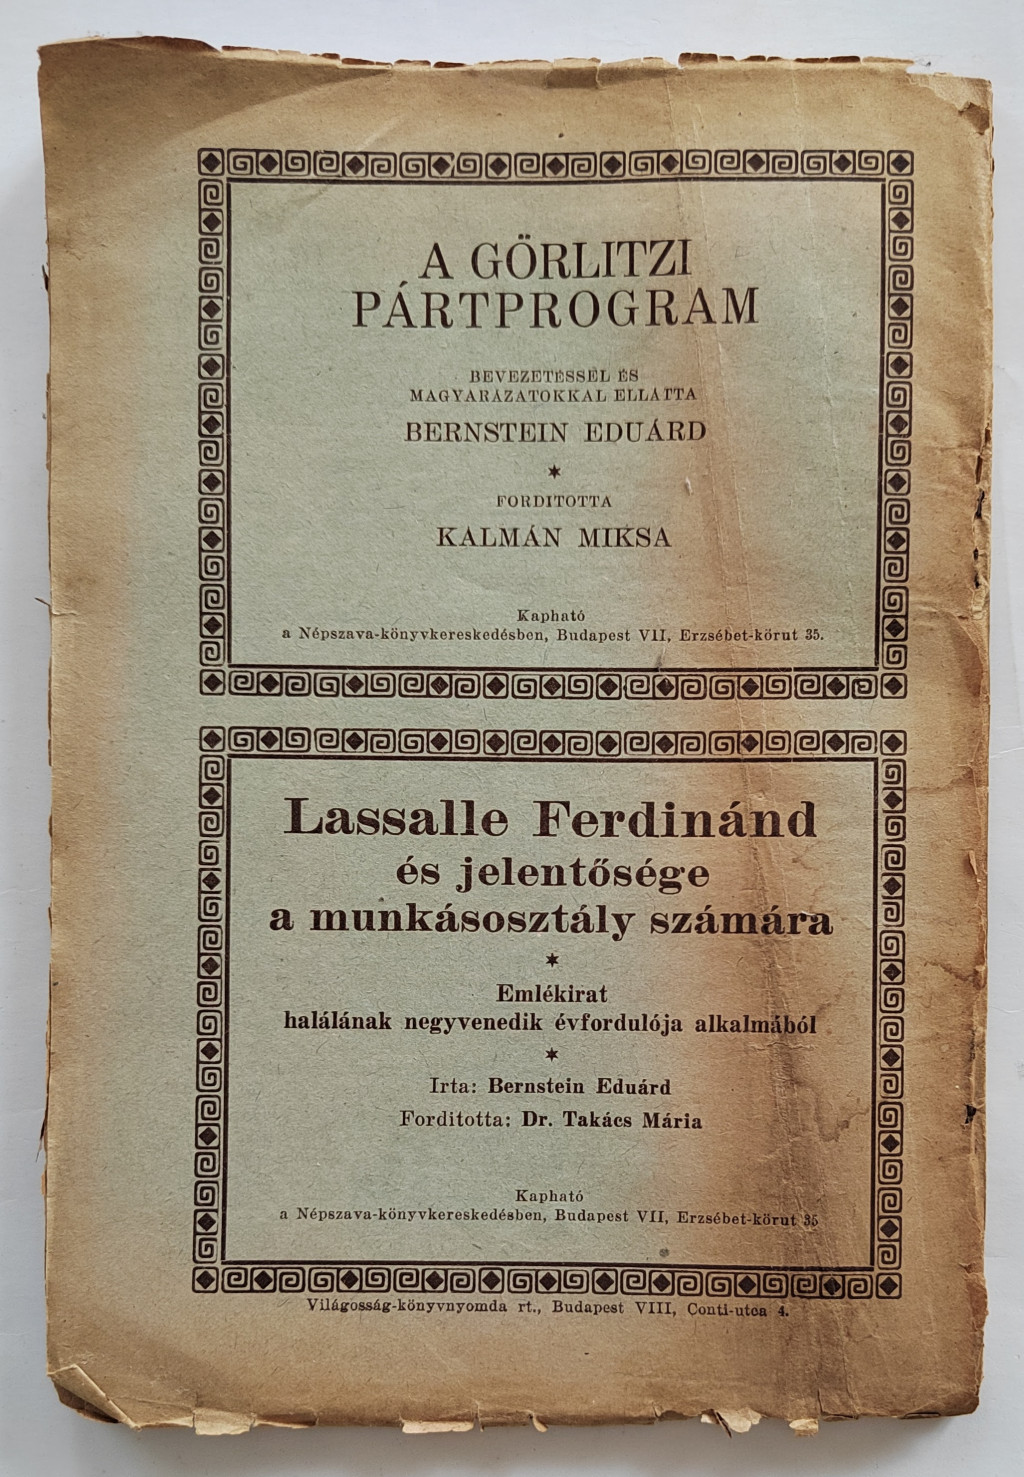 A GÖRLITZI
PÁRTPROGRAM
BEVEZETÉSSEL ÉS
MAGYARÁZATOKKAL ELLÁTTA
BERNSTEIN EDUÁRD
FORDITOTTA
KÁLMÁN MIKSA
Kapható
a Népszava-könyvkereskedésben, Budapest VII, Erzsébet-körut 35.
Lassalle Ferdinánd
és jelentősége
a munkásosztály számára
Emlékirat
halálának negyvenedik évfordulója alkalmából
Irta: Bernstein Eduárd
Forditotta: Dr. Takács Mária
Kapható
a Népszava-könyvkereskedésben, Budapest VII, Erzsébet-körut 35
Világosság-könyvnyomda rt., Budapest VIII, Conti-utca 4.